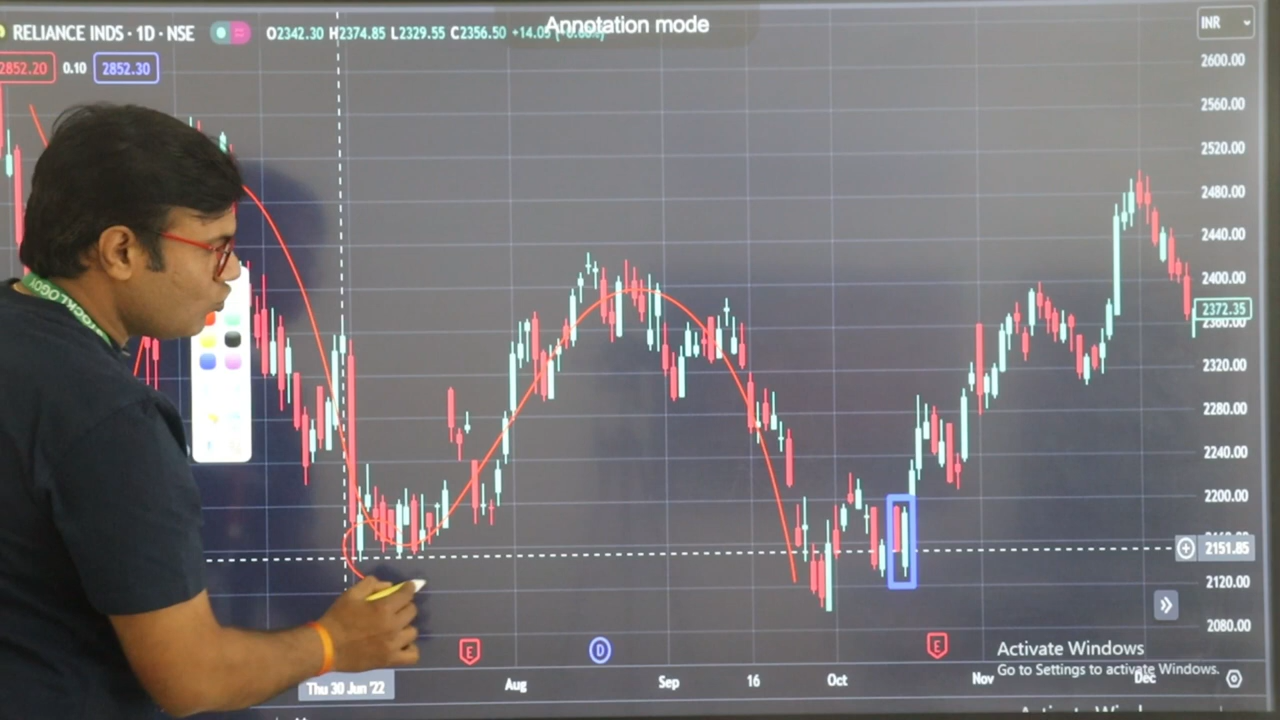 RELIANCE INDS · 1D · NSE
O2342.30 H2374.85 L2329.55 C2356.50
Annotation mode
INR
2852.20 0.10 2852.30
2600.00
2560.00
2520.00
2480.00
2440.00
2400.00
2372.35
2360.00
2320.00
2280.00
2240.00
2200.00
2151.85
2120.00
2080.00
E
D
E
Activate Windows
Go to Settings to activate Windows.
Thu 30 Jun '22
Aug
Sep
16
Oct
Nov
Dec